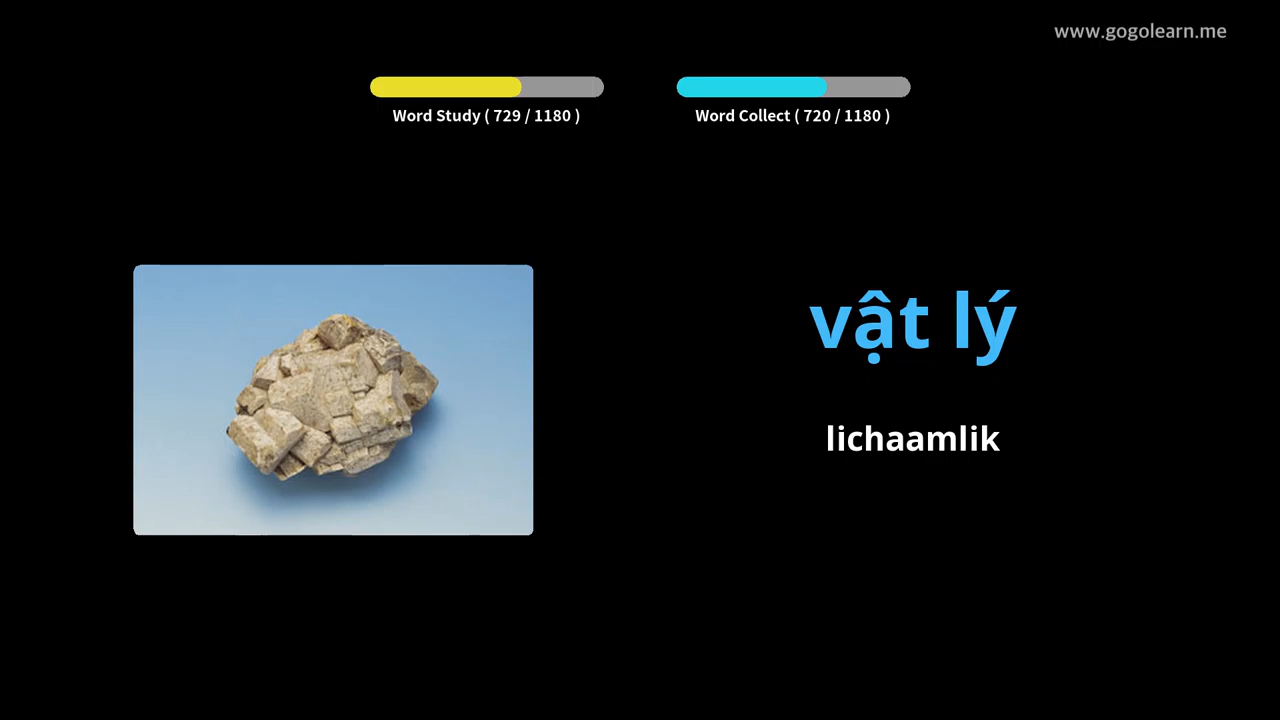 www.gogolearn.me
Word Study ( 729 / 1180 )
Word Collect ( 720 / 1180 )
vật lý
lichaamlik